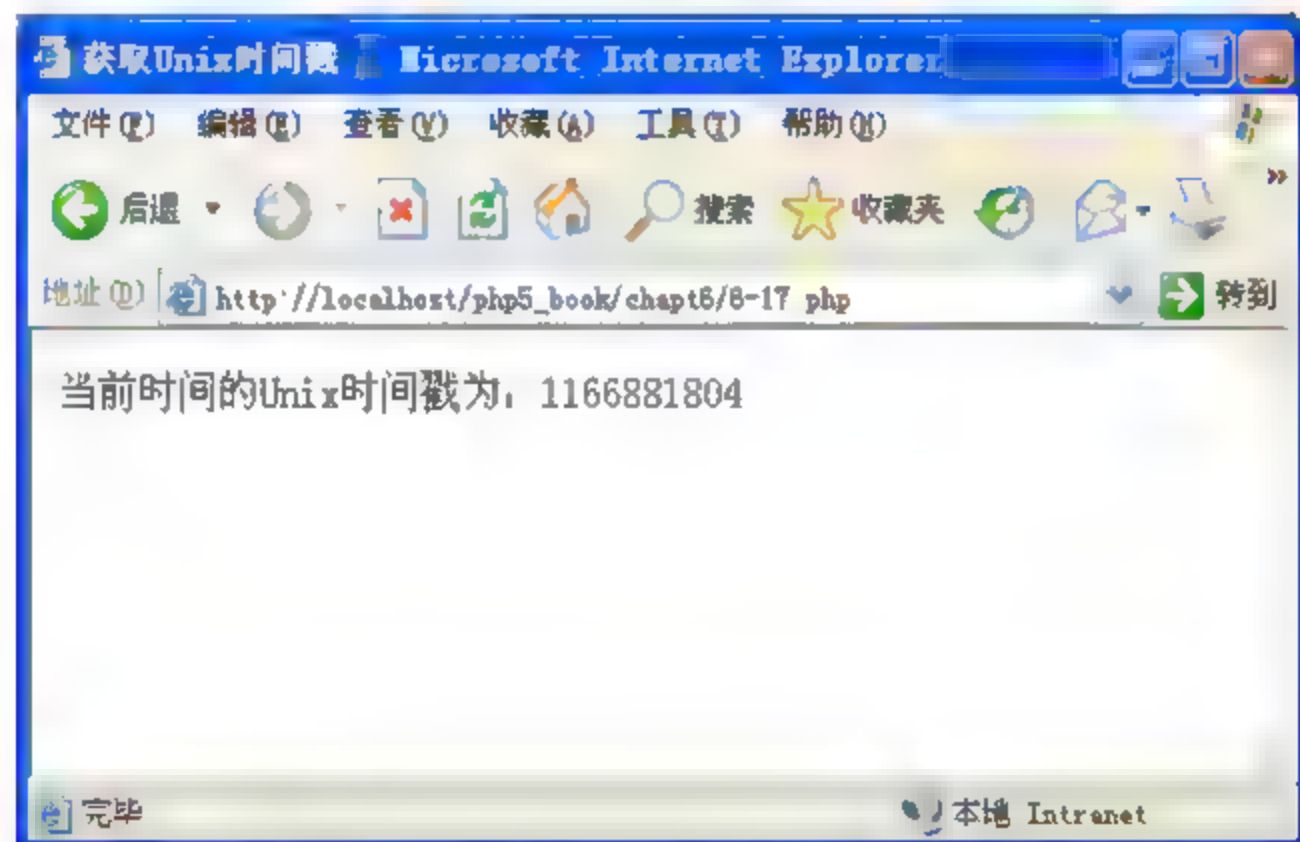 获取Unix时间戳 - Microsoft Internet Explorer
文件(F) 编辑(E) 查看(V) 收藏(A) 工具(T) 帮助(H)
后退 搜索 收藏夹 »
地址(D) http://localhost/php5_book/chapt6/6-17.php 转到
当前时间的Unix时间戳为：1166881804
完毕 本地 Intranet